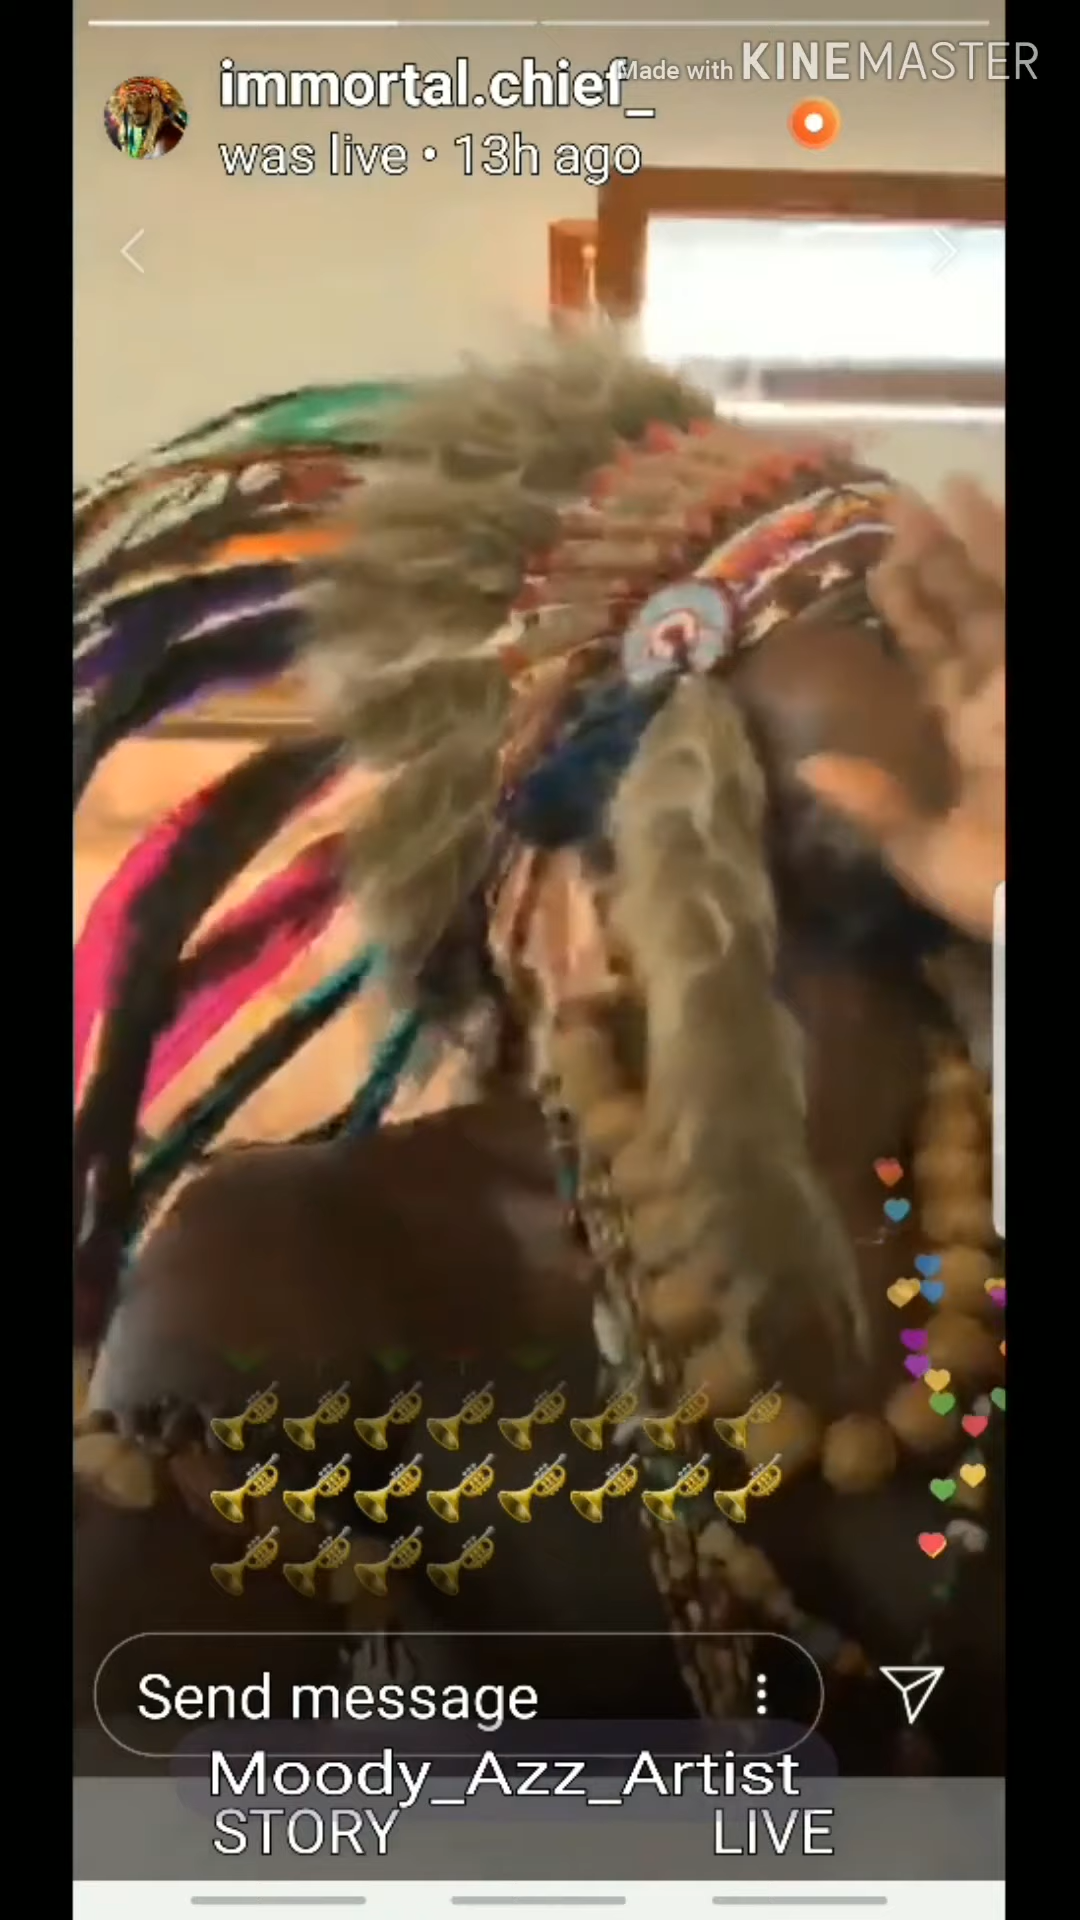 immortal.chief_
Made with KINEMASTER
was live • 13h ago
Send message
Moody_Azz_Artist
STORY LIVE